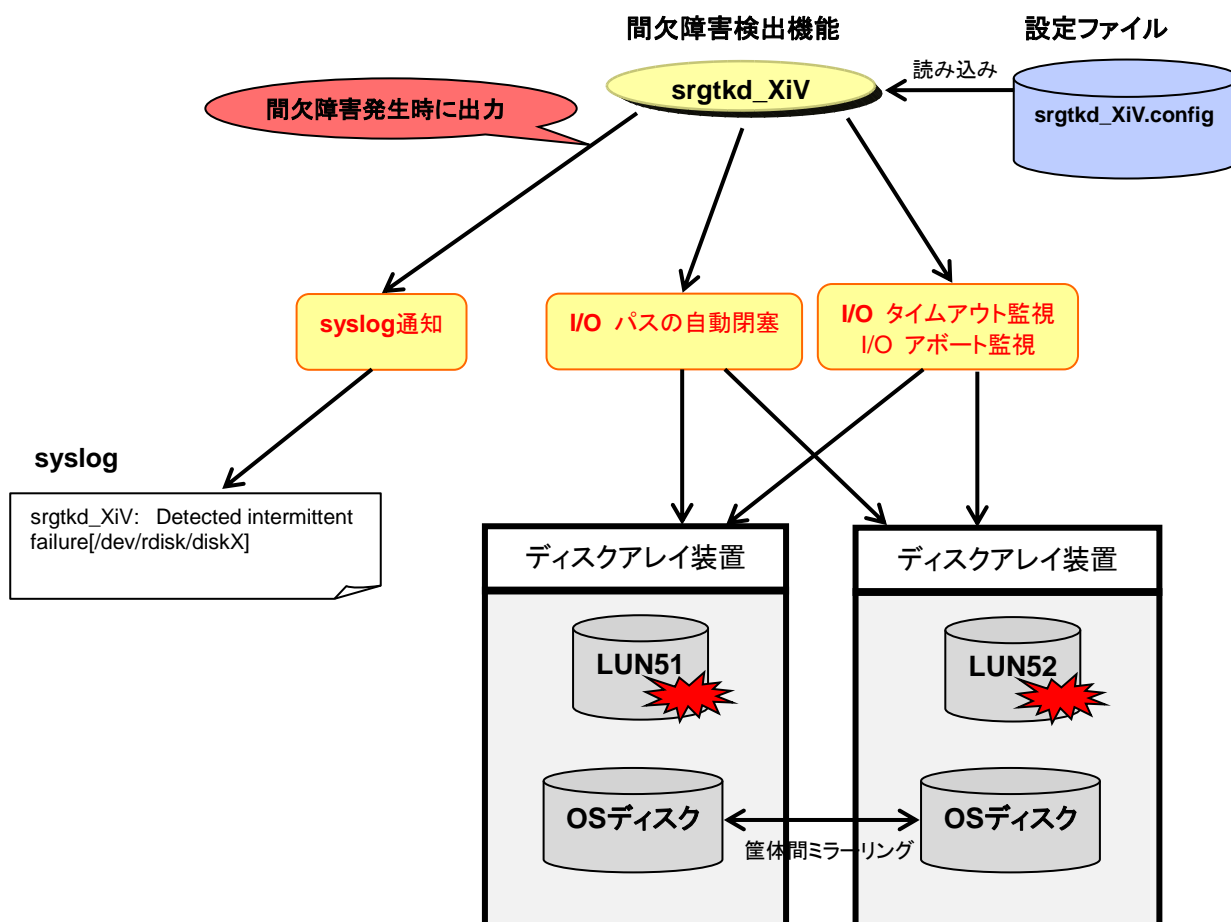 間欠障害検出機能
設定ファイル
読み込み
srgtkd_XiV
srgtkd_XiV.config
間欠障害発生時に出力
syslog通知
I/O パスの自動閉塞
I/O タイムアウト監視
I/O アボート監視
syslog
srgtkd_XiV: Detected intermittent
failure[/dev/rdisk/diskX]
ディスクアレイ装置
ディスクアレイ装置
LUN51
LUN52
OSディスク
OSディスク
筐体間ミラーリング